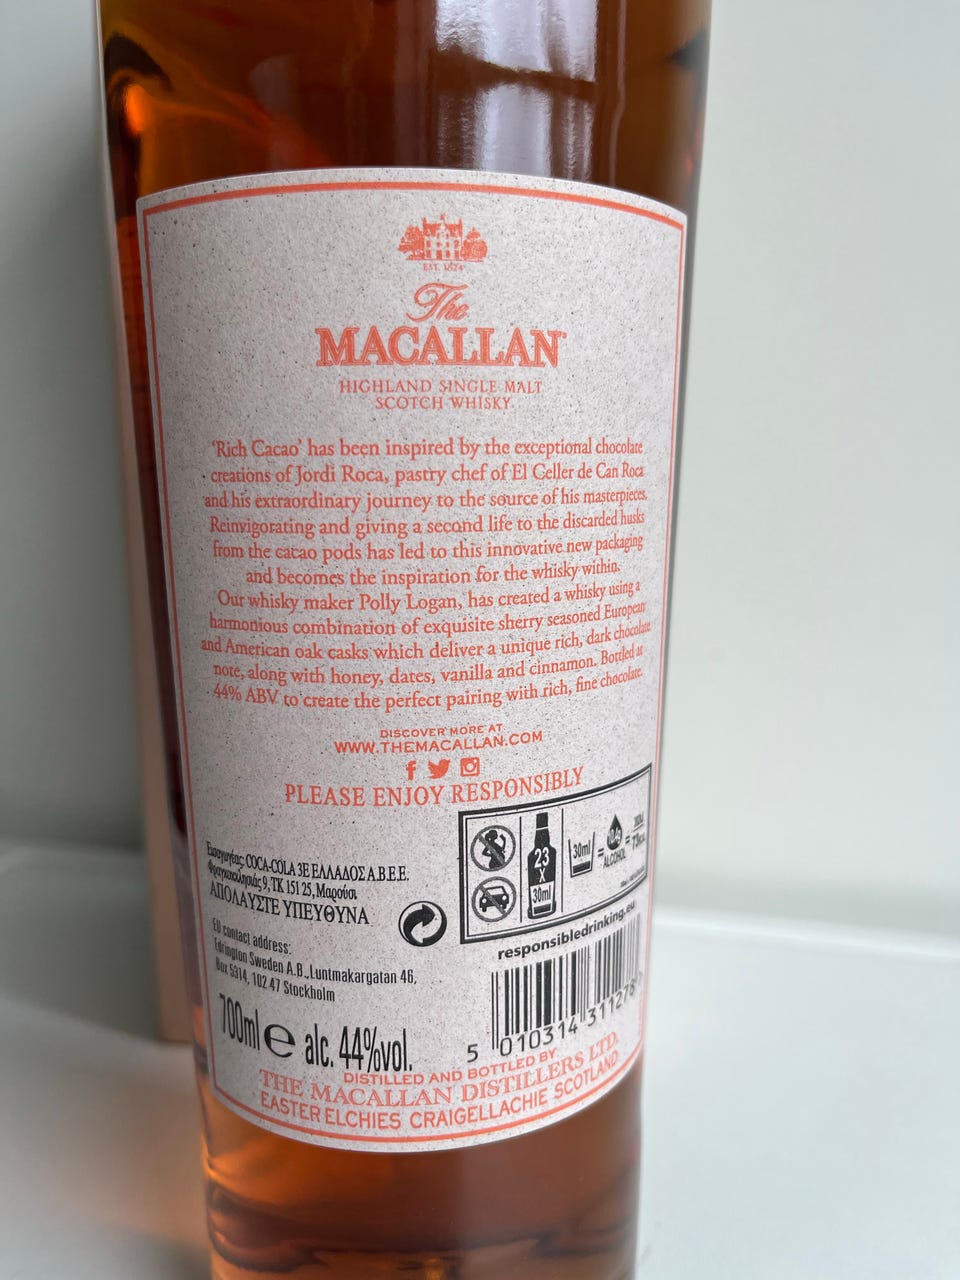 EST. 1824
The
MACALLAN
HIGHLAND SINGLE MALT
SCOTCH WHISKY
'Rich Cacao' has been inspired by the exceptional chocolate
creations of Jordi Roca, pastry chef of El Celler de Can Roca
and his extraordinary journey to the source of his masterpieces.
Reinvigorating and giving a second life to the discarded husks
from the cacao pods has led to this innovative new packaging
and becomes the inspiration for the whisky within.
Our whisky maker Polly Logan, has created a whisky using a
harmonious combination of exquisite sherry seasoned European
and American oak casks which deliver a unique rich, dark chocolate
note, along with honey, dates, vanilla and cinnamon. Bottled at
44% ABV to create the perfect pairing with rich, fine chocolate.
DISCOVER MORE AT
WWW.THEMACALLAN.COM
PLEASE ENJOY RESPONSIBLY
23
X
30ml
30ml
=
ALCOHOL
=
responsibledrinking.eu
Εισαγωγέας: COCA-COLA 3E ΕΛΛΑΔΟΣ Α.Β.Ε.Ε.
Φραγκοκκλησιάς 9, ΤΚ 151 25, Μαρούσι
ΑΠΟΛΑΥΣΤΕ ΥΠΕΥΘΥΝΑ
EU contact address:
Edrington Sweden A.B., Luntmakargatan 46,
Box 5314, 102 47 Stockholm
700ml e alc. 44%vol.
5 010314 311278
DISTILLED AND BOTTLED BY
THE MACALLAN DISTILLERS LTD.
EASTER ELCHIES CRAIGELLACHIE SCOTLAND